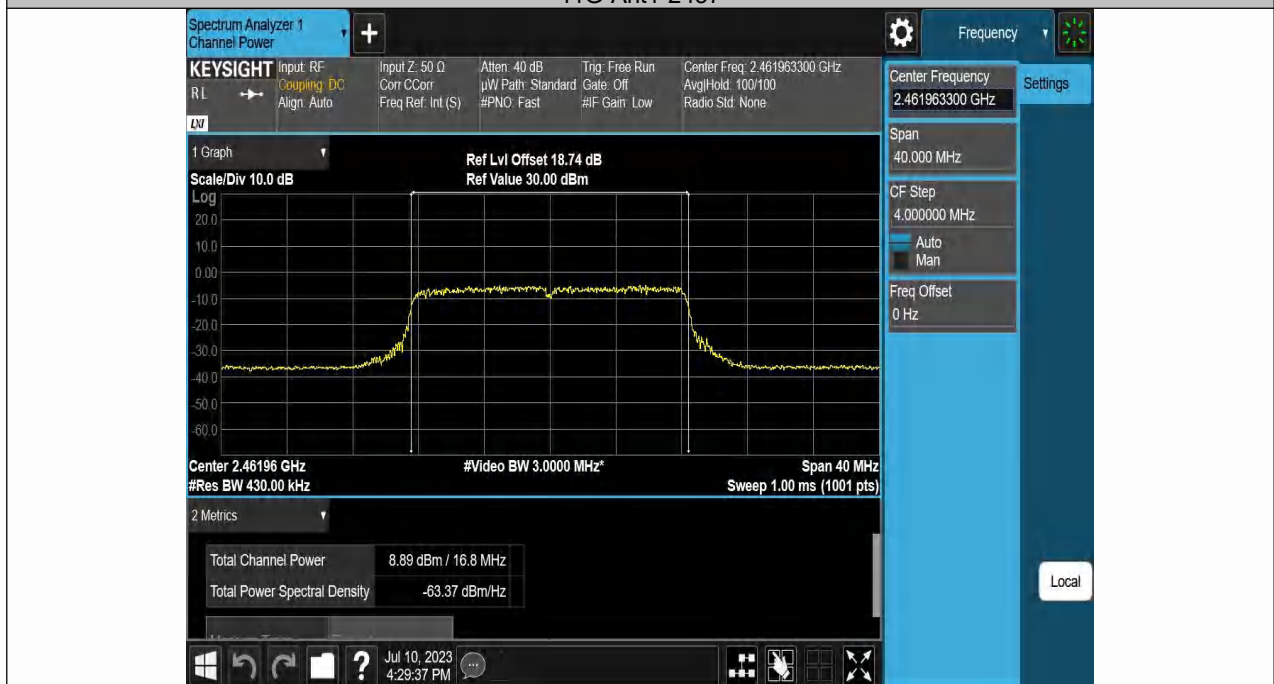 Spectrum Analyzer 1
Channel Power
+
Frequency
KEYSIGHT
RL
LXI
Input: RF
Coupling: DC
Align: Auto
Input Z: 50 Ω
Corr CCorr
Freq Ref: Int (S)
Atten: 40 dB
µW Path: Standard
#PNO: Fast
Trig: Free Run
Gate: Off
#IF Gain: Low
Center Freq: 2.461963300 GHz
Avg|Hold: 100/100
Radio Std: None
Center Frequency
2.461963300 GHz
Settings
Span
40.000 MHz
CF Step
4.000000 MHz
Auto
Man
Freq Offset
0 Hz
1 Graph
Scale/Div 10.0 dB
Ref Lvl Offset 18.74 dB
Ref Value 30.00 dBm
Log
20.0
10.0
0.00
-10.0
-20.0
-30.0
-40.0
-50.0
-60.0
Center 2.46196 GHz
#Video BW 3.0000 MHz*
Span 40 MHz
#Res BW 430.00 kHz
Sweep 1.00 ms (1001 pts)
2 Metrics
Total Channel Power 8.89 dBm / 16.8 MHz
Total Power Spectral Density -63.37 dBm/Hz
Local
?
Jul 10, 2023
4:29:37 PM